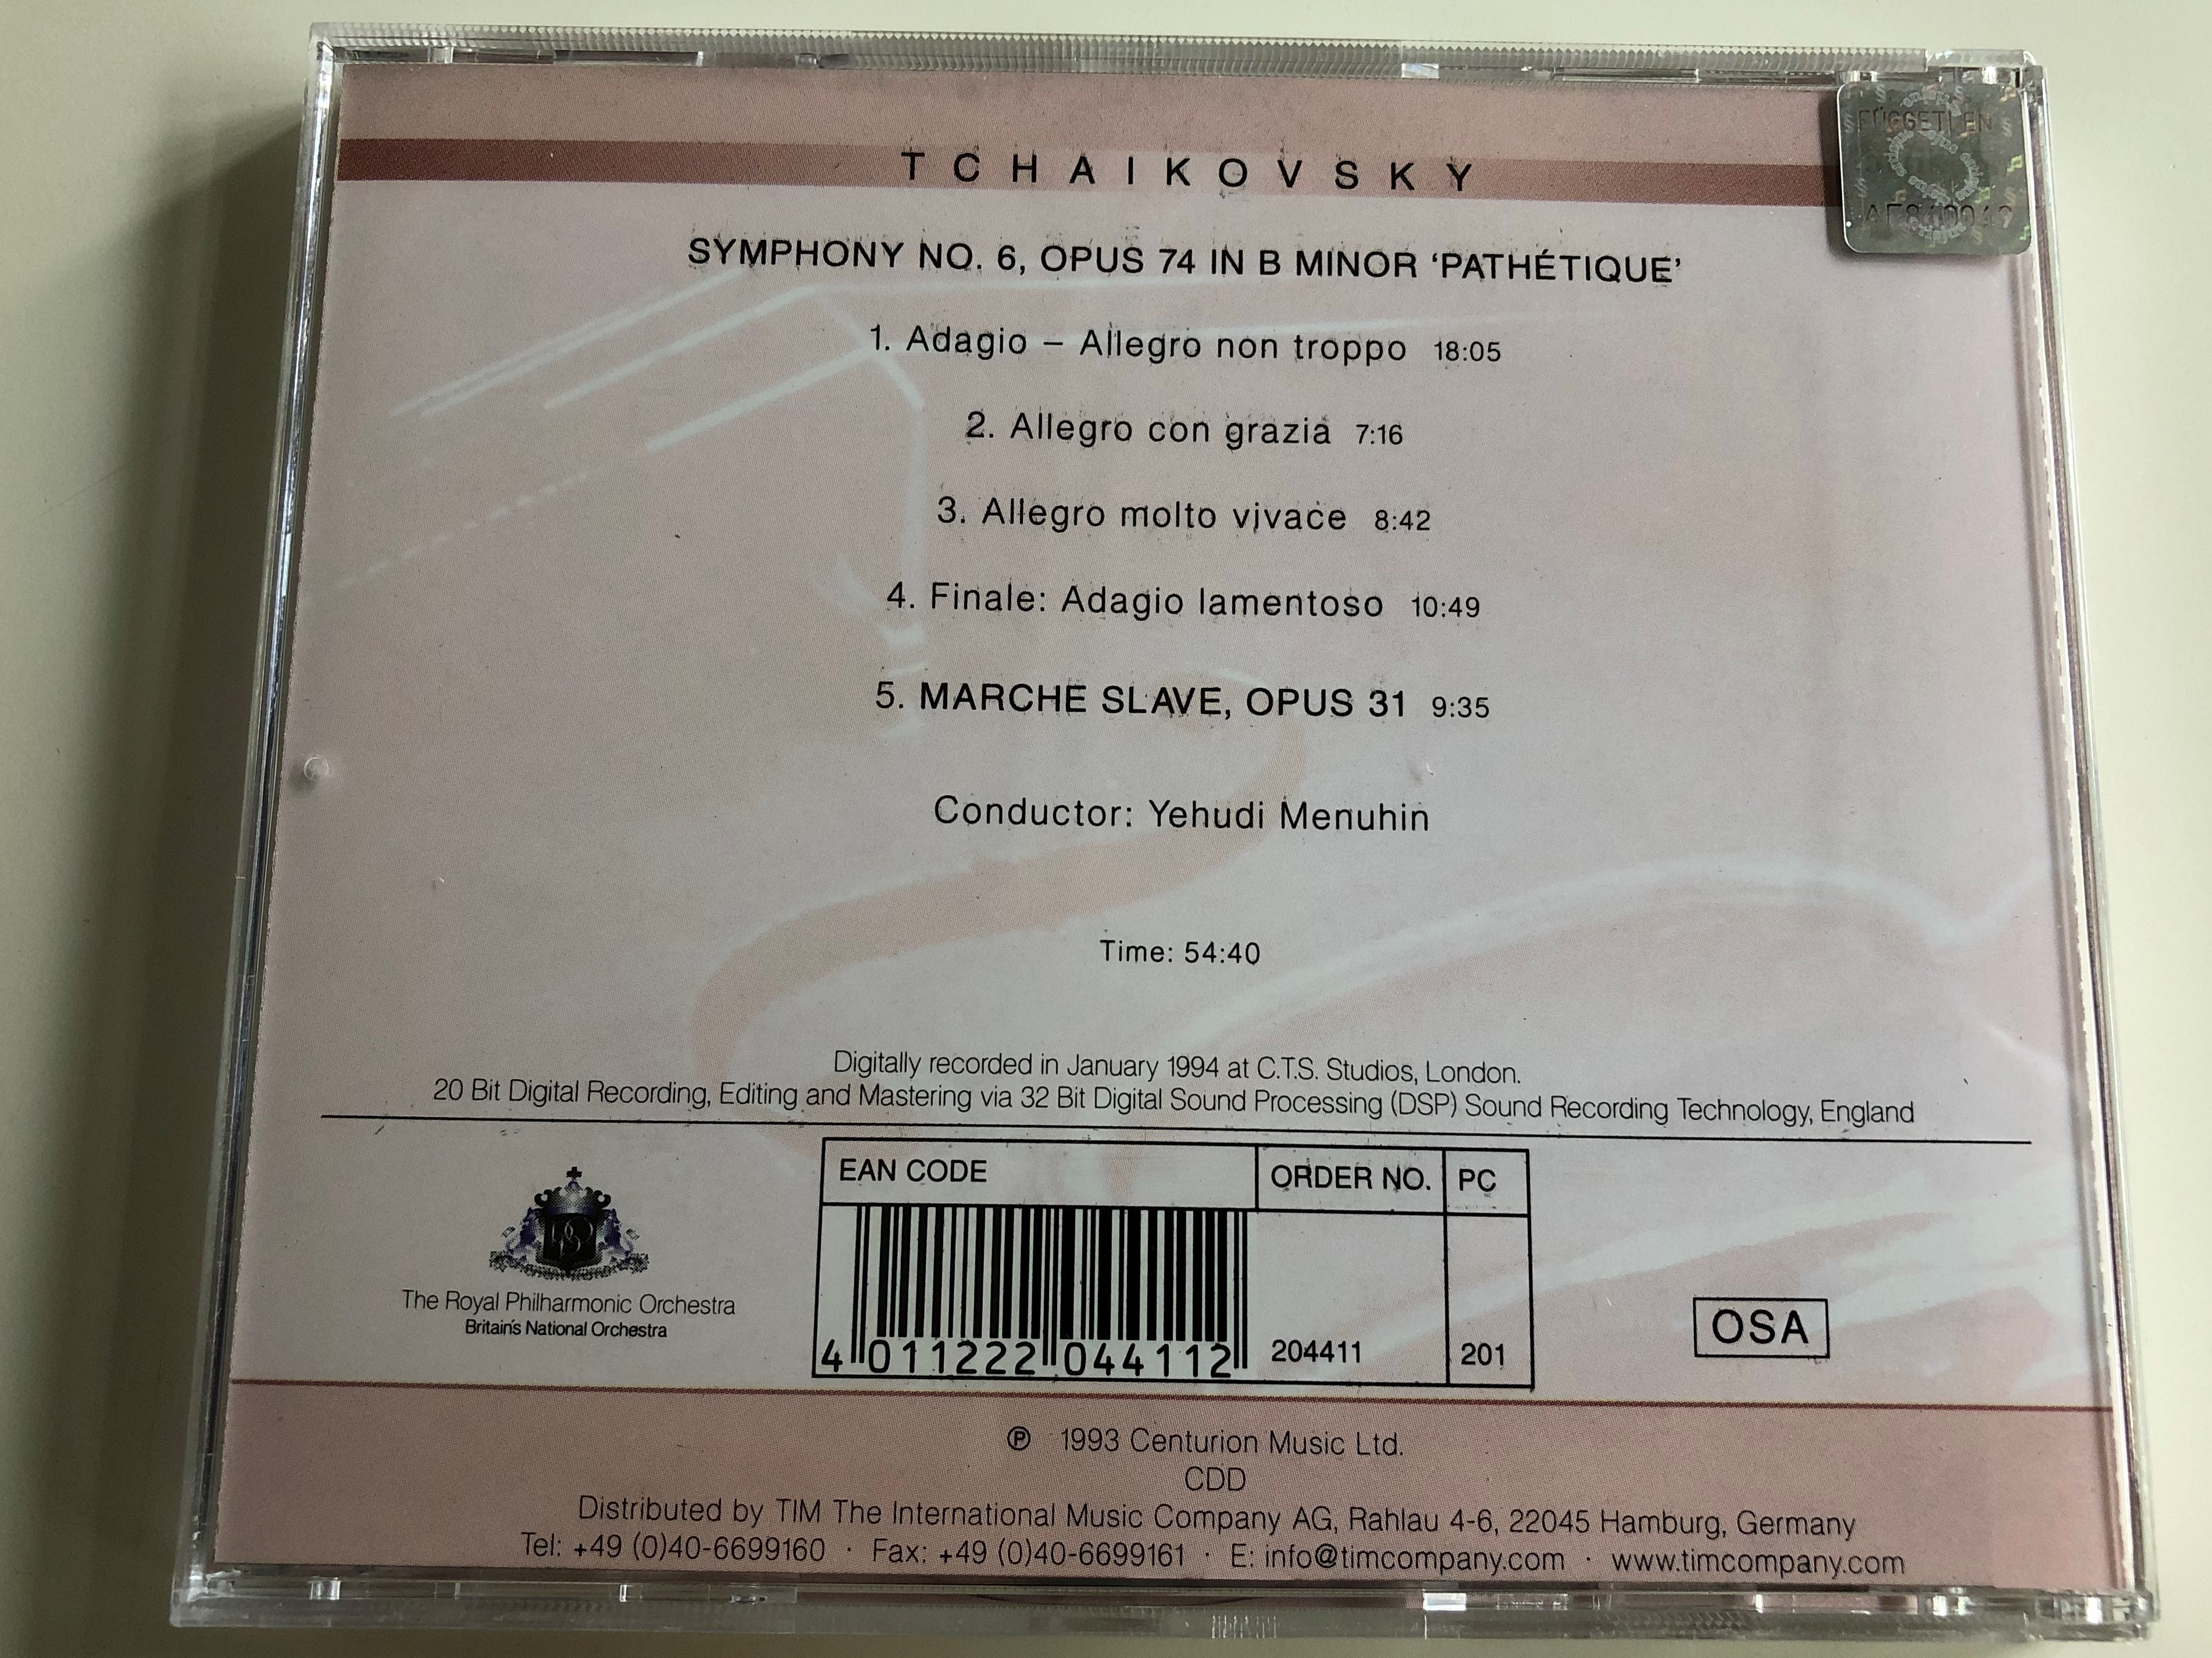 TCHAIKOVSKY
FÜGGETLEN
SYMPHONY NO. 6, OPUS 74 IN B MINOR ‘PATHÉTIQUE’
1. Adagio – Allegro non troppo 18:05
2. Allegro con grazia 7:16
3. Allegro molto vivace 8:42
4. Finale: Adagio lamentoso 10:49
5. MARCHE SLAVE, OPUS 31 9:35
Conductor: Yehudi Menuhin
Time: 54:40
Digitally recorded in January 1994 at C.T.S. Studios, London.
20 Bit Digital Recording, Editing and Mastering via 32 Bit Digital Sound Processing (DSP) Sound Recording Technology, England
RPO
The Royal Philharmonic Orchestra
Britain's National Orchestra
EAN CODE ORDER NO. PC
4 011222 044112 204411 201
OSA
℗ 1993 Centurion Music Ltd.
CDD
Distributed by TIM The International Music Company AG, Rahlau 4-6, 22045 Hamburg, Germany
Tel: +49 (0)40-6699160 · Fax: +49 (0)40-6699161 · E: info@timcompany.com · www.timcompany.com